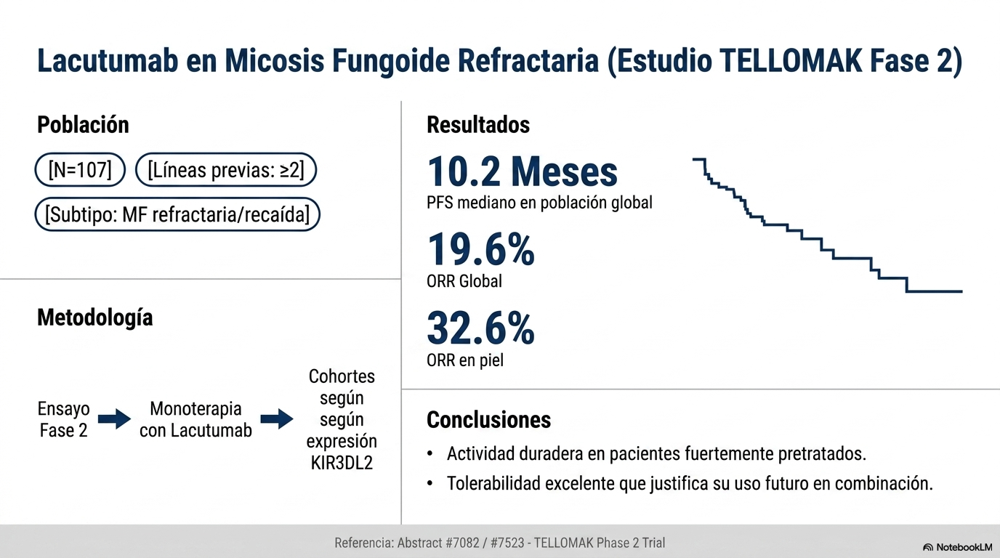 Lacutumab en Micosis Fungoide Refractaria (Estudio TELLOMAK Fase 2)
Población
[N=107] [Líneas previas: ≥2]
[Subtipo: MF refractaria/recaída]
Metodología
Ensayo
Fase 2
Monoterapia
con Lacutumab
Cohortes
según
según
expresión
KIR3DL2
Resultados
10.2 Meses
PFS mediano en población global
19.6%
ORR Global
32.6%
ORR en piel
Conclusiones
• Actividad duradera en pacientes fuertemente pretratados.
• Tolerabilidad excelente que justifica su uso futuro en combinación.
Referencia: Abstract #7082 / #7523 - TELLOMAK Phase 2 Trial
NotebookLM